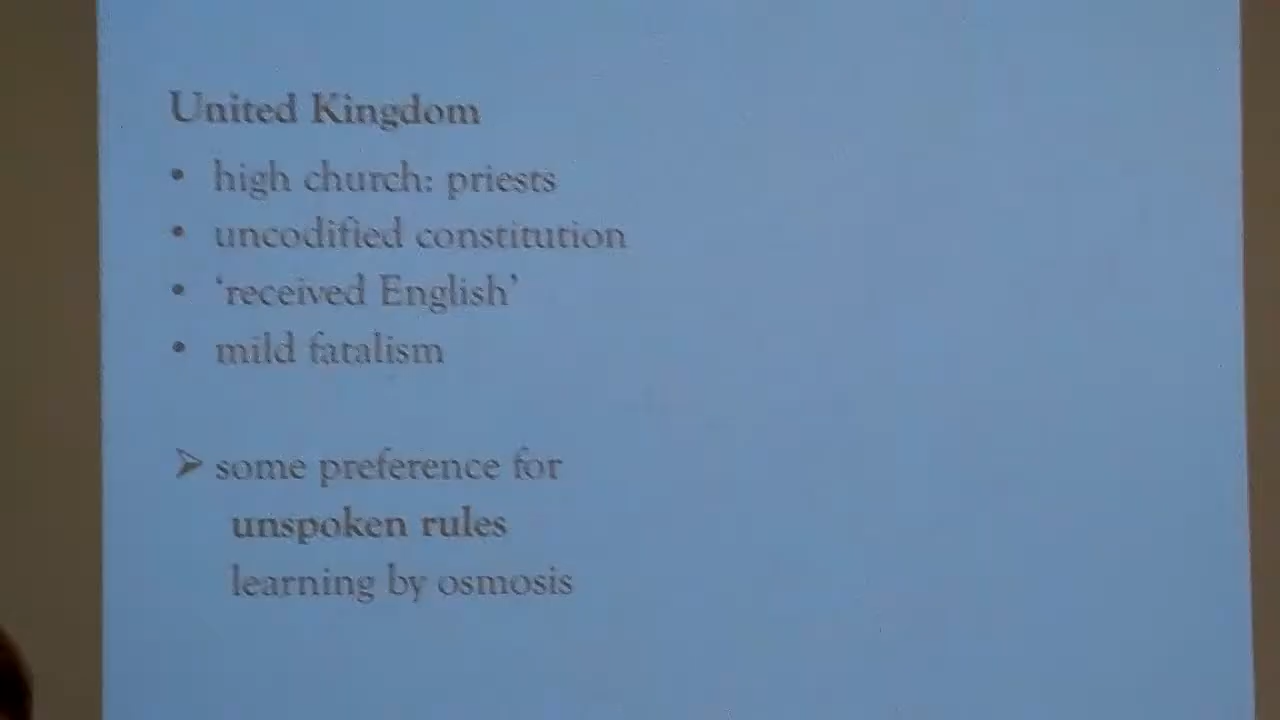 United Kingdom
• high church: priests
• uncodified constitution
• ‘received English’
• mild fatalism
➢ some preference for
unspoken rules
learning by osmosis